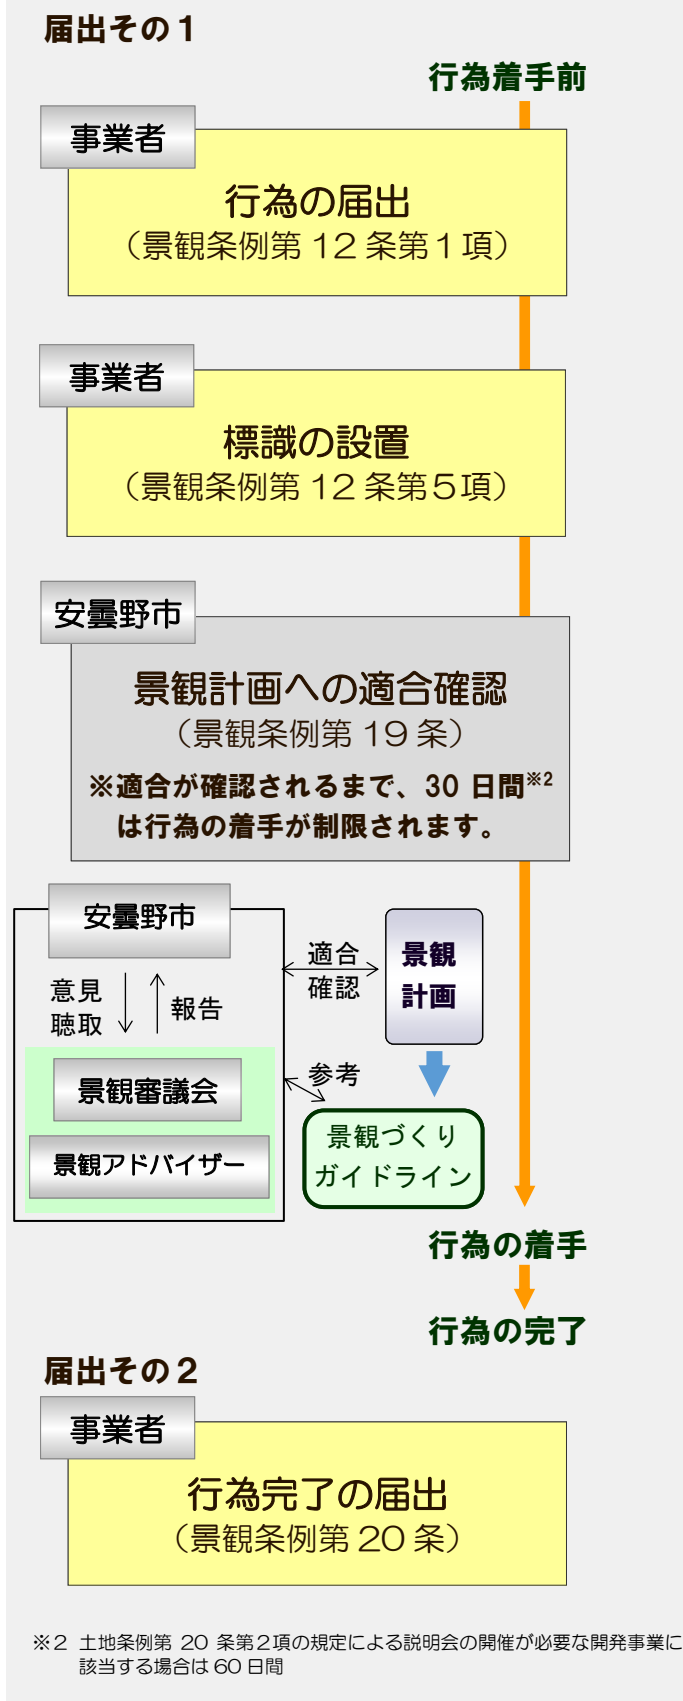 届出その1
行為着手前
事業者
行為の届出
（景観条例第 12 条第1項）
事業者
標識の設置
（景観条例第 12 条第5項）
安曇野市
景観計画への適合確認
（景観条例第 19 条）
※適合が確認されるまで、30 日間※2
は行為の着手が制限されます。
安曇野市
意見
聴取
報告
景観審議会
景観アドバイザー
適合
確認
景観
計画
参考
景観づくり
ガイドライン
行為の着手
行為の完了
届出その2
事業者
行為完了の届出
（景観条例第 20 条）
※2 土地条例第 20 条第2項の規定による説明会の開催が必要な開発事業に
該当する場合は 60 日間